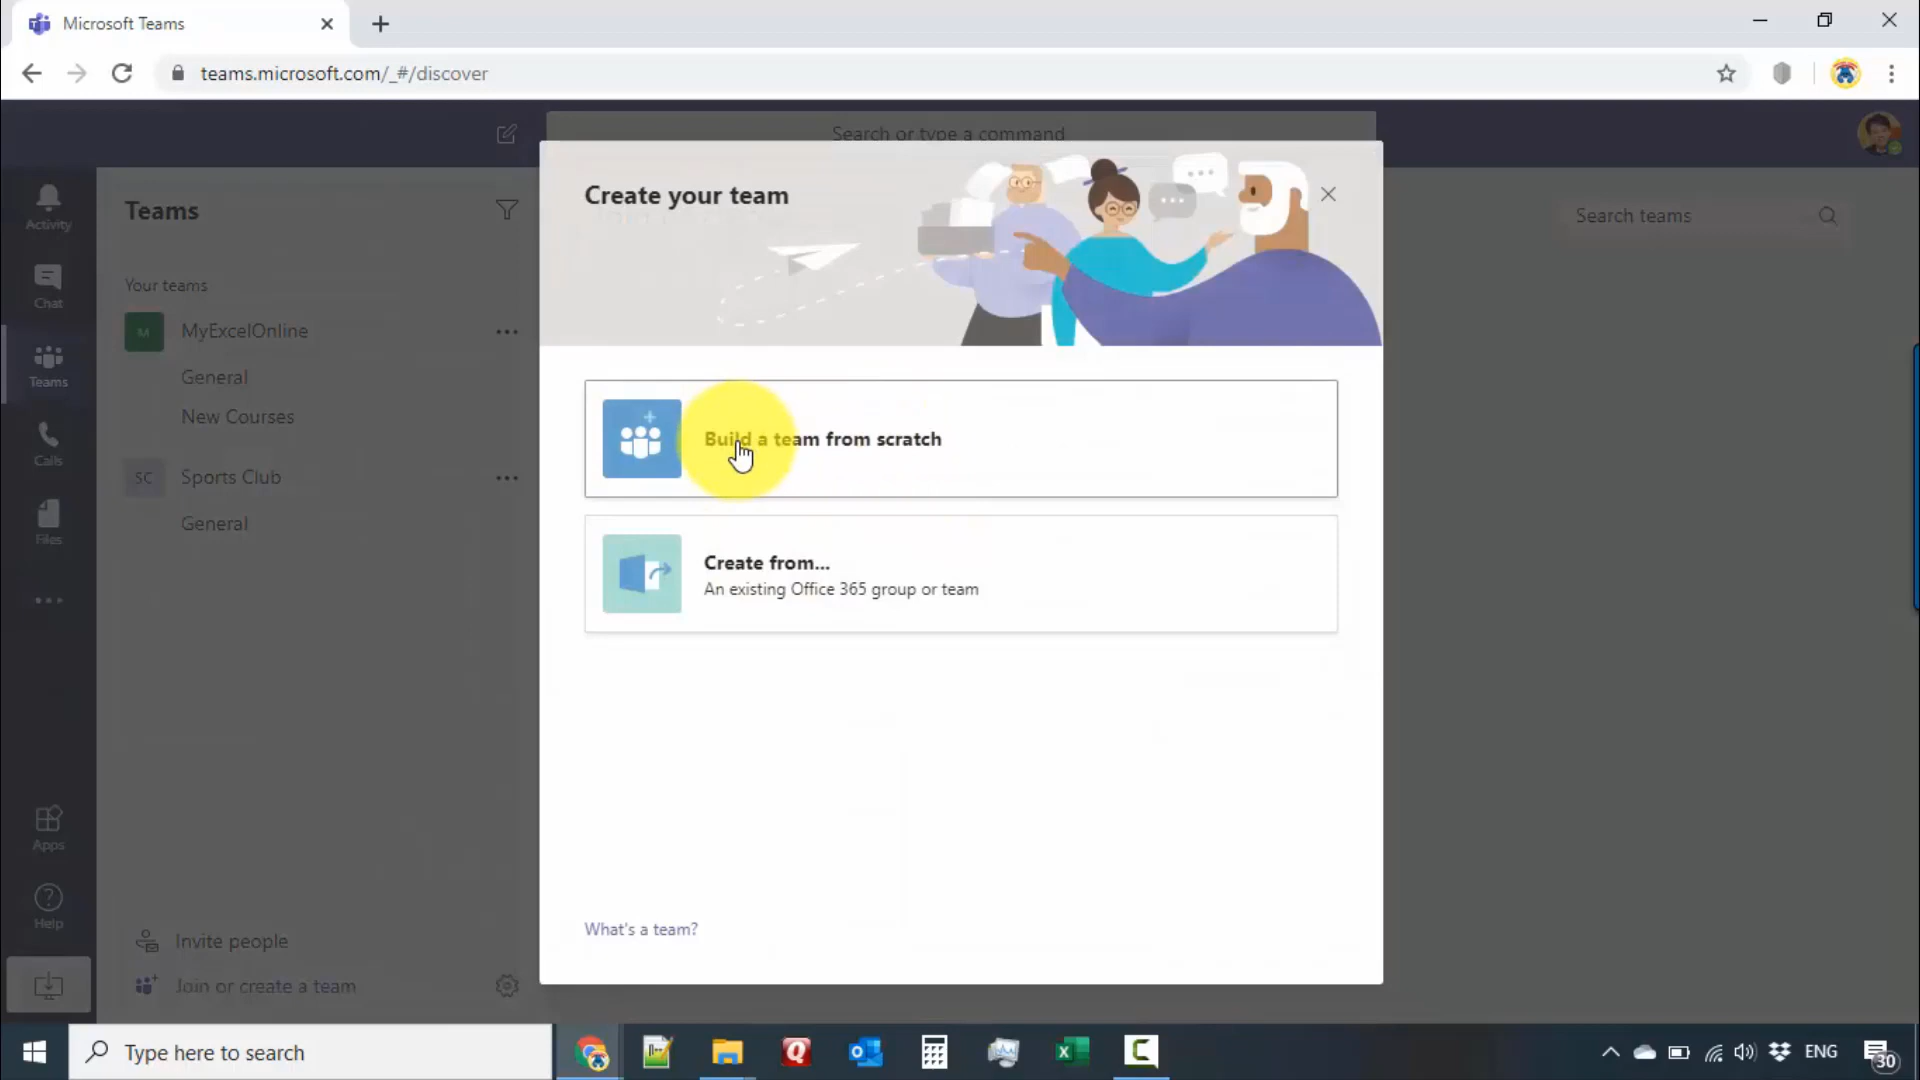 Microsoft Teams
teams.microsoft.com/_#/discover
Search or type a command
Activity
Chat
Teams
Calls
Files
Apps
Help
Teams
Your teams
M
MyExcelOnline
General
New Courses
SC
Sports Club
General
Invite people
Join or create a team
Create your team
Build a team from scratch
Create from...
An existing Office 365 group or team
What's a team?
Search teams
Type here to search
Q
C
ENG
30